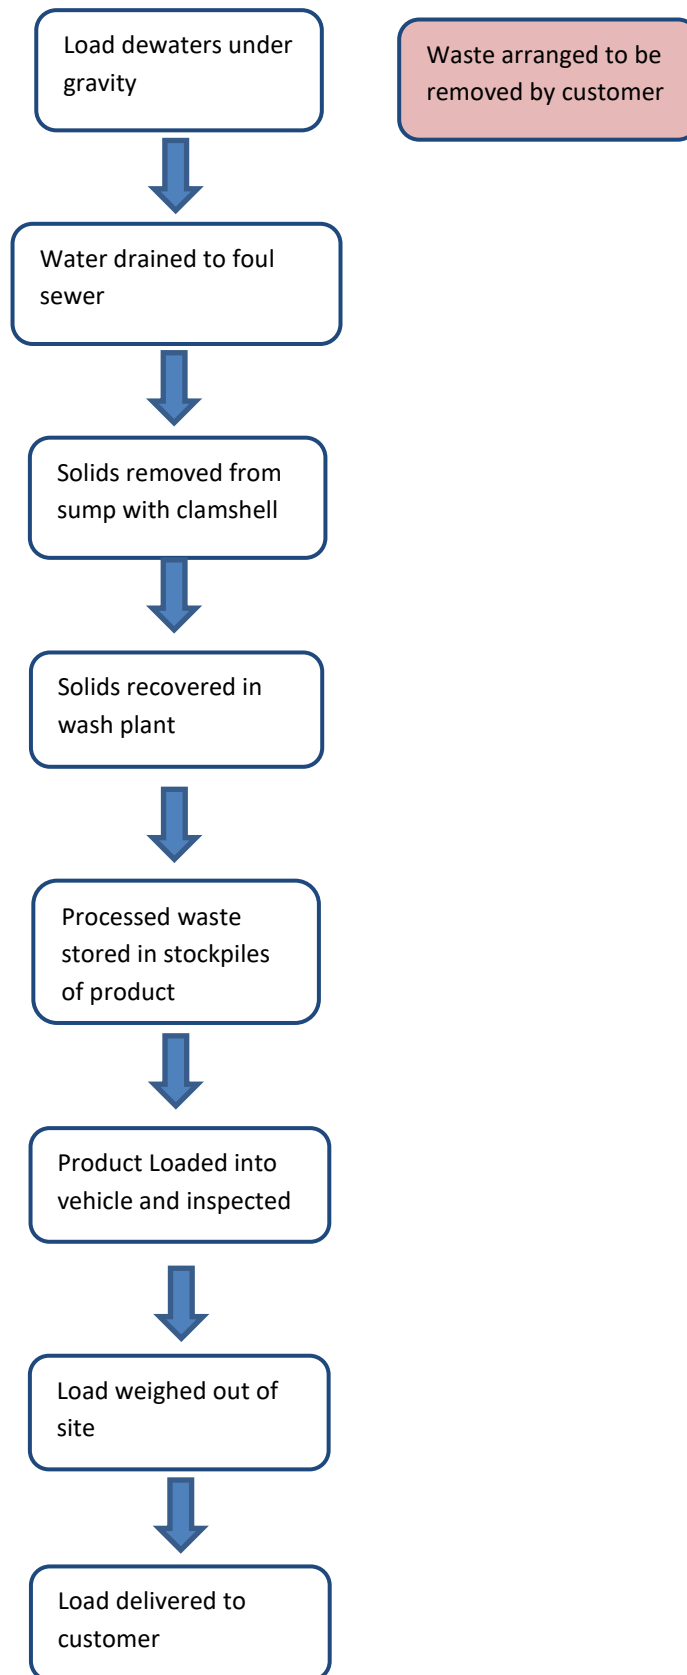 Load dewaters under
gravity
Waste arranged to be
removed by customer
Water drained to foul
sewer
Solids removed from
sump with clamshell
Solids recovered in
wash plant
Processed waste
stored in stockpiles
of product
Product Loaded into
vehicle and inspected
Load weighed out of
site
Load delivered to
customer